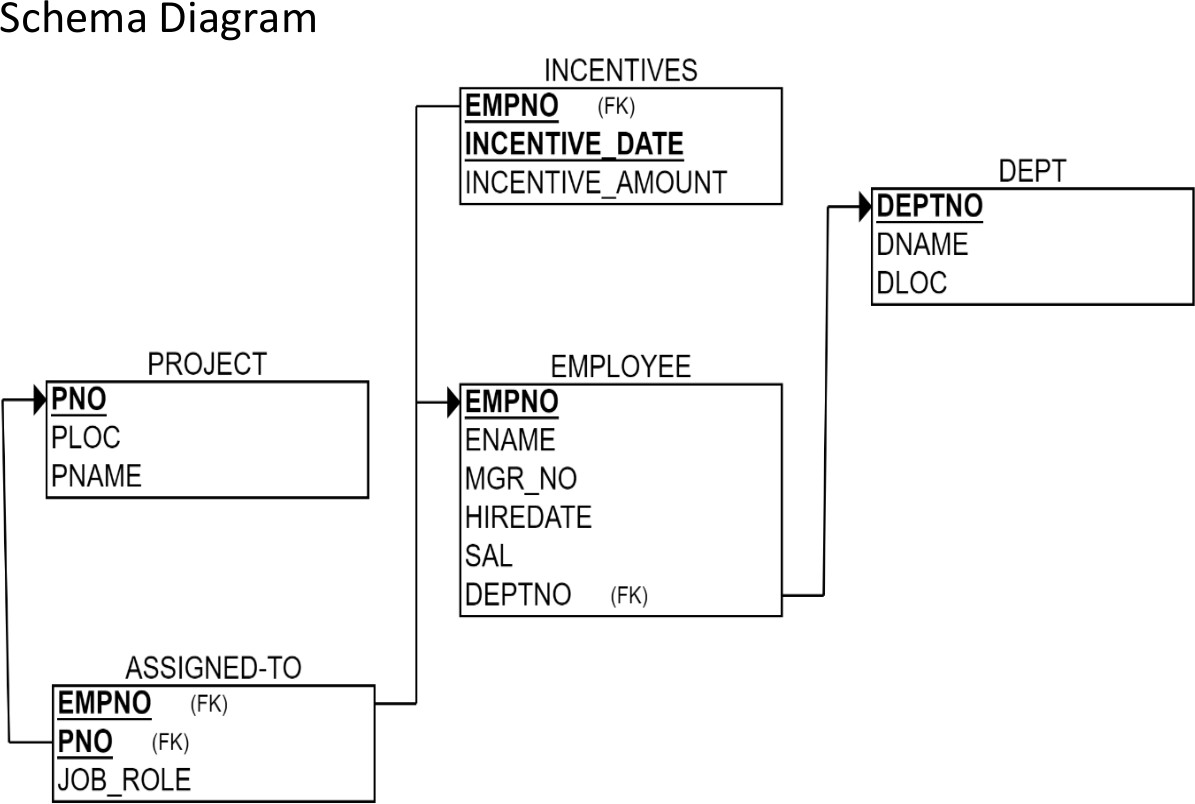 Schema Diagram
INCENTIVES
EMPNO (FK)
INCENTIVE_DATE
INCENTIVE_AMOUNT
DEPT
DEPTNO
DNAME
DLOC
PROJECT
PNO
PLOC
PNAME
EMPLOYEE
EMPNO
ENAME
MGR_NO
HIREDATE
SAL
DEPTNO (FK)
ASSIGNED-TO
EMPNO (FK)
PNO (FK)
JOB_ROLE